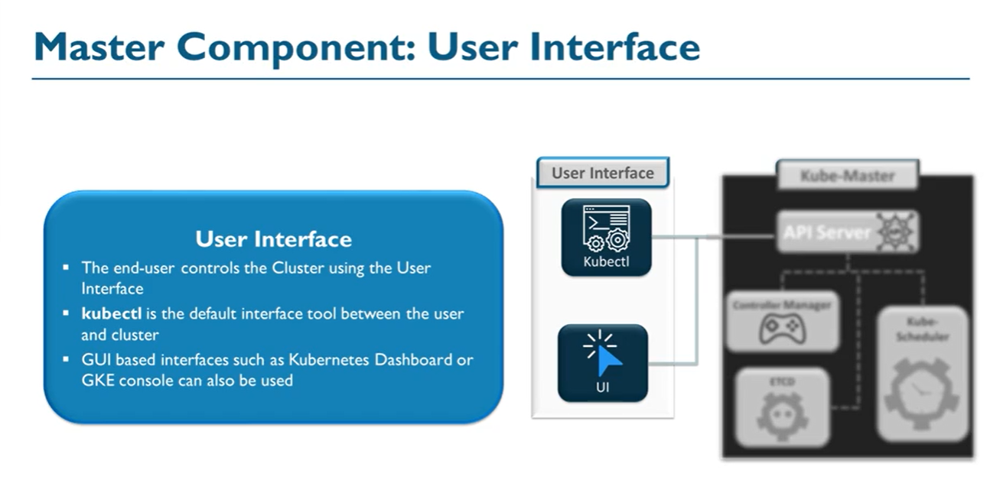 Master Component: User Interface
User Interface
▪ The end-user controls the Cluster using the User
Interface
▪ kubectl is the default interface tool between the user
and cluster
▪ GUI based interfaces such as Kubernetes Dashboard or
GKE console can also be used
User Interface
Kubectl
UI
Kube-Master
API Server
Controller Manager
Kube-
Scheduler
ETCD